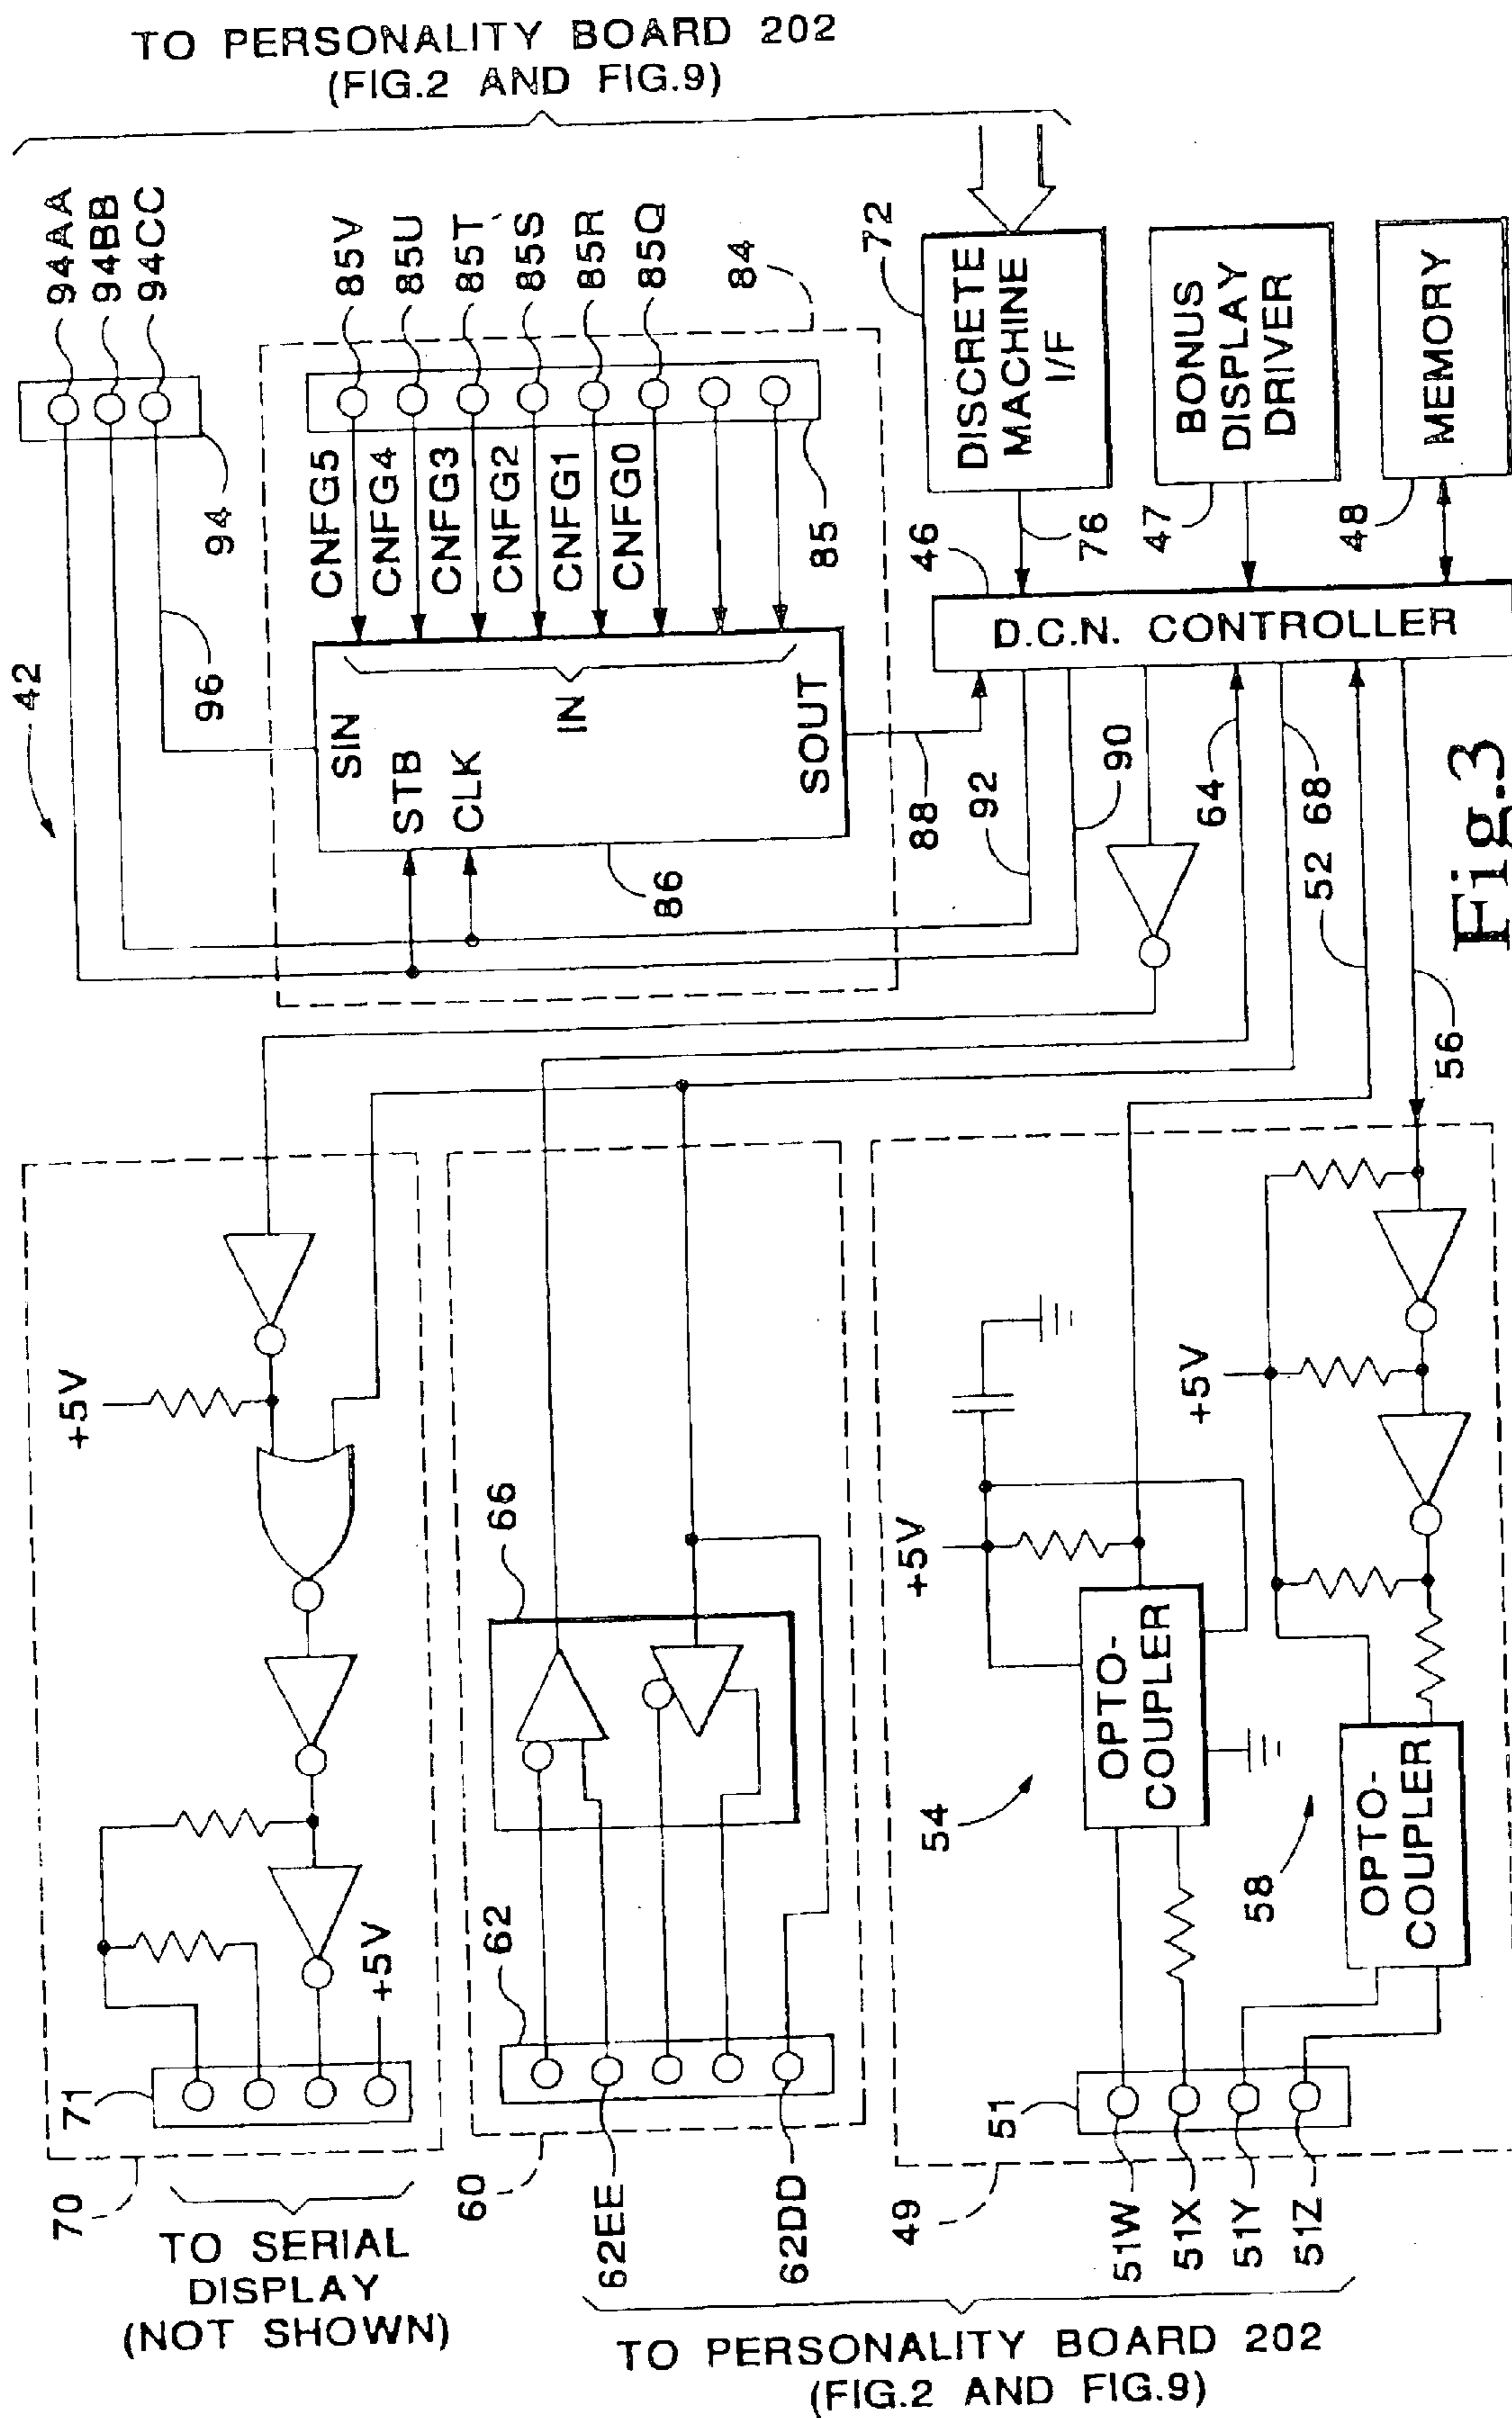 TO PERSONALITY BOARD 202
(FIG.2 AND FIG.9)
94AA
94BB
94CC
94
42
96
85V
85U
85T
85S
85R
85Q
84
CNFG5
CNFG4
CNFG3
CNFG2
CNFG1
CNFG0
85
SIN
STB
CLK
IN
SOUT
86
88
72
DISCRETE
MACHINE
I/F
76
46
47
BONUS
DISPLAY
DRIVER
48
MEMORY
D.C.N. CONTROLLER
92
90
64
68
52
56
Fig.3
+5V
+5V
71
70
TO SERIAL
DISPLAY
(NOT SHOWN)
66
62
60
62EE
62DD
+5V
+5V
OPTO-
COUPLER
54
OPTO-
COUPLER
58
51
49
51W
51X
51Y
51Z
TO PERSONALITY BOARD 202
(FIG.2 AND FIG.9)